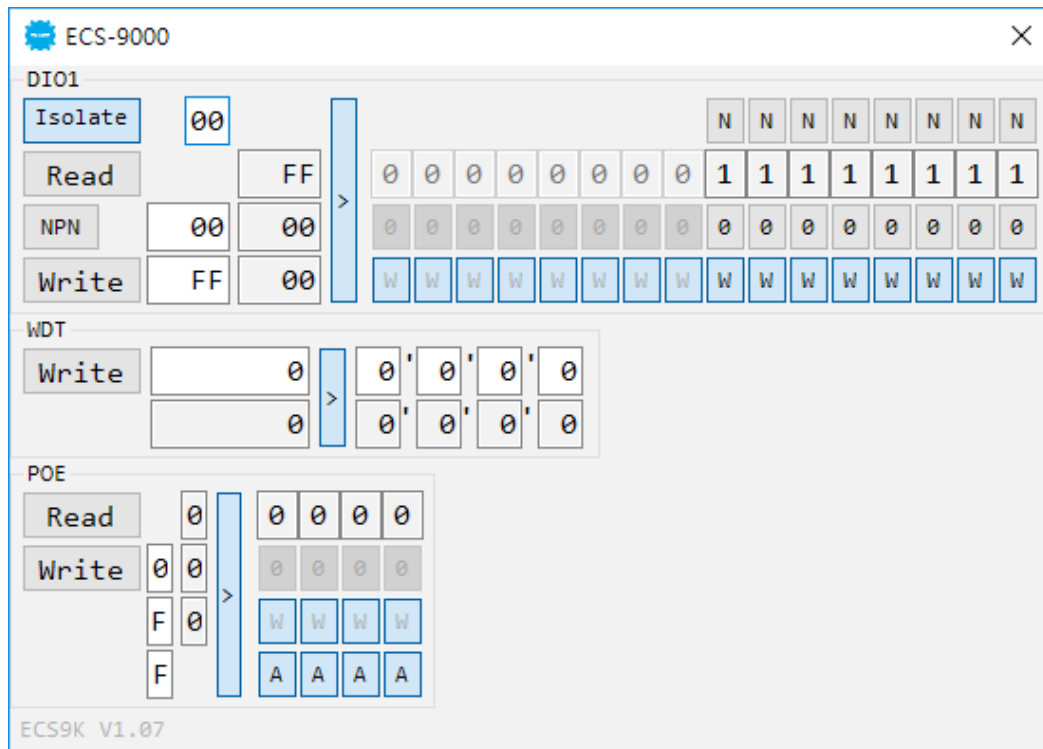 ECS-9000
DIO1
Isolate 00 N N N N N N N N
Read FF > 0 0 0 0 0 0 0 0 1 1 1 1 1 1 1 1
NPN 00 00 0 0 0 0 0 0 0 0 0 0 0 0 0 0 0 0
Write FF 00 W W W W W W W W W W W W W W W W
WDT
Write 0 > 0 ' 0 ' 0 ' 0
0 0 ' 0 ' 0 ' 0
POE
Read 0 0 0 0 0
Write 0 0 > 0 0 0 0
F 0 W W W W
F A A A A
ECS9K V1.07